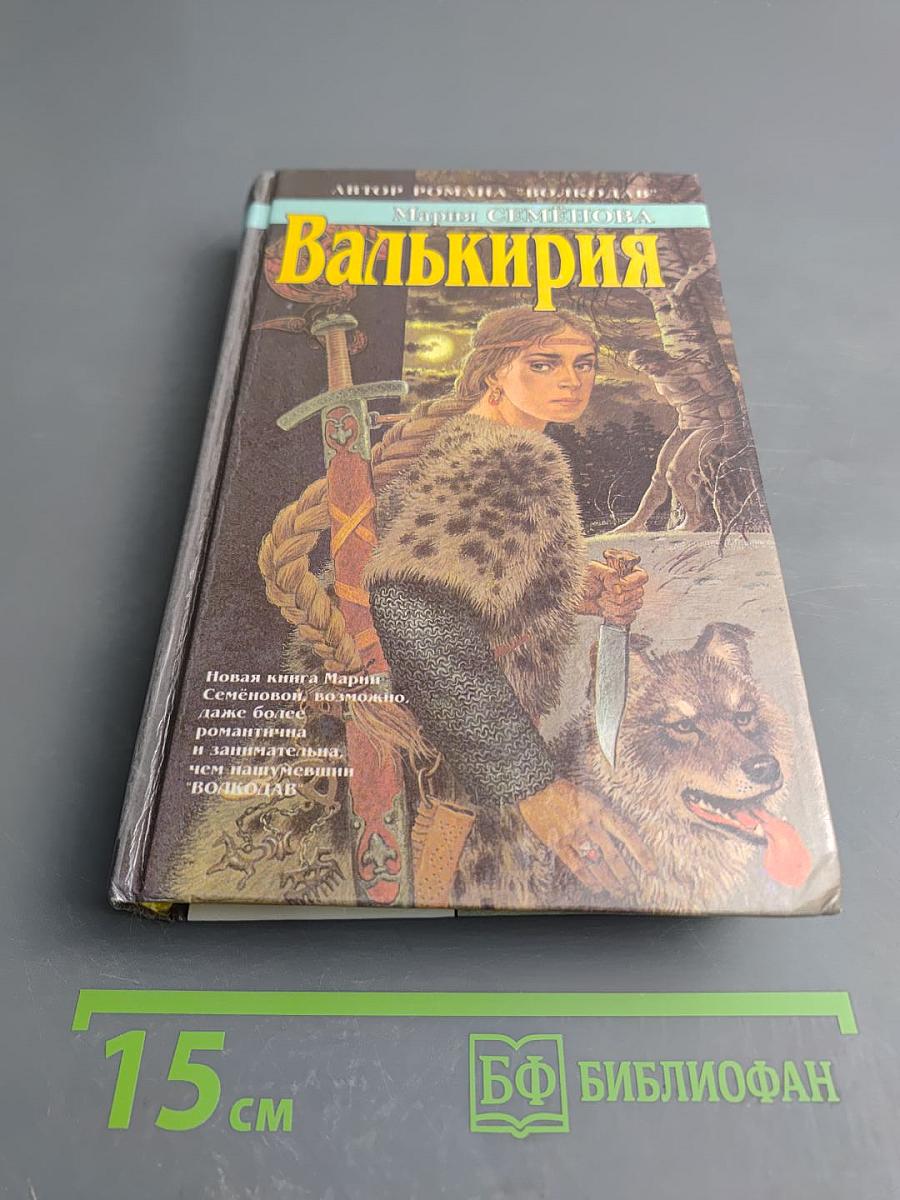 АВТОР РОМАНА "ВОЛКОДАВ"
Мария СЕМЁНОВА
Валькирия
Новая книга Марии
Семёновой, возможно,
даже более
романтична
и занимательна,
чем нашумевший
"ВОЛКОДАВ"
15 см
БФ БИБЛИОФАН